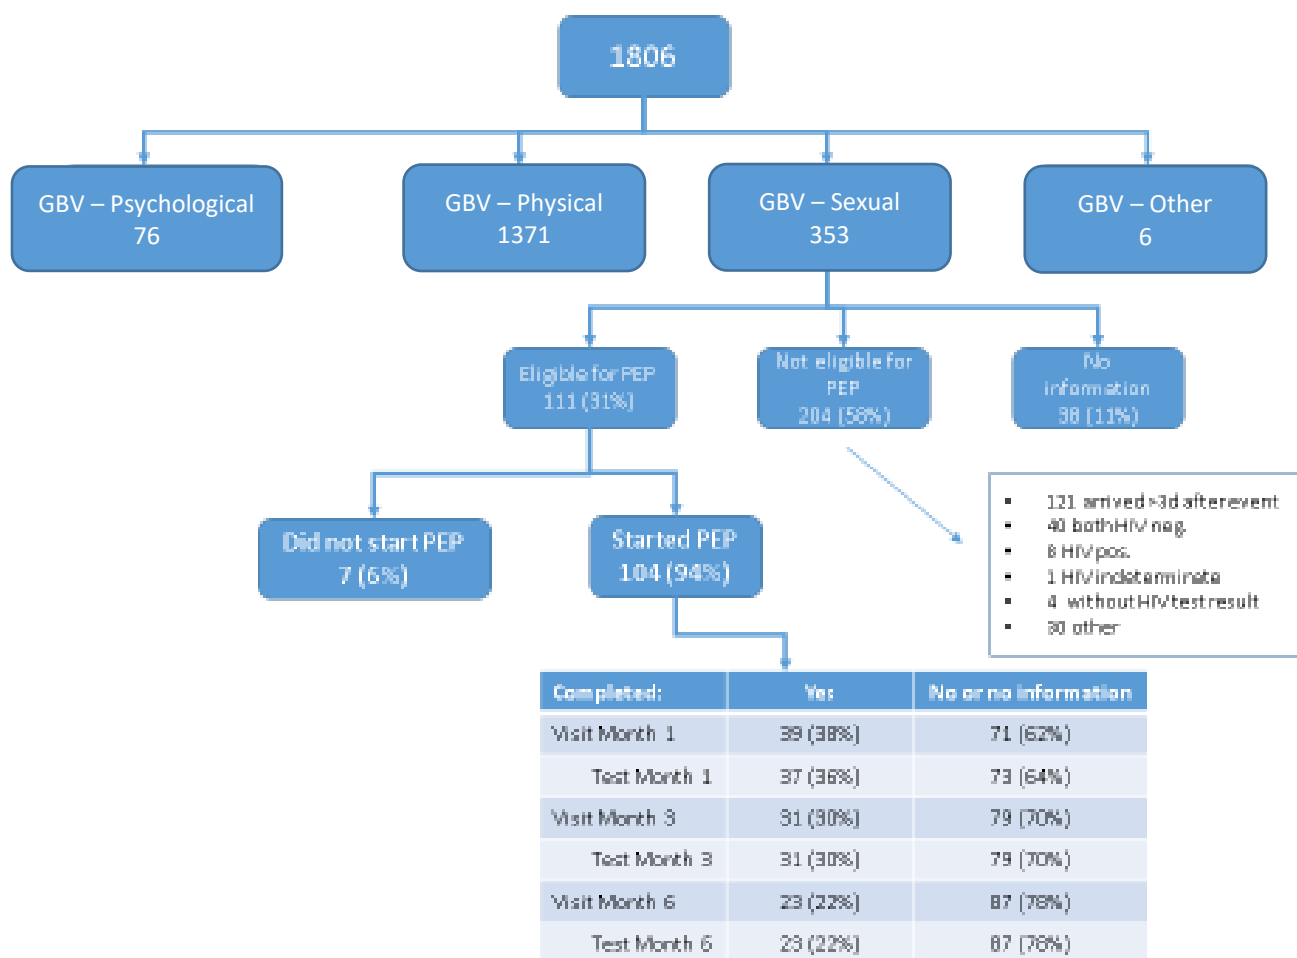 1806
GBV – Psychological
76
GBV – Physical
1371
GBV – Sexual
353
GBV – Other
6
Eligible for PEP
111 (31%)
Not eligible for
PEP
204 (58%)
No
information
38 (11%)
Did not start PEP
7 (6%)
Started PEP
104 (94%)
▪ 121 arrived >3d after event
▪ 40 both HIV neg.
▪ 8 HIV pos.
▪ 1 HIV indeterminate
▪ 4 without HIV test result
▪ 30 other
Completed: Yes No or no information
Visit Month 1 39 (38%) 71 (62%)
Test Month 1 37 (36%) 73 (64%)
Visit Month 3 31 (30%) 79 (70%)
Test Month 3 31 (30%) 79 (70%)
Visit Month 6 23 (22%) 87 (78%)
Test Month 6 23 (22%) 87 (78%)